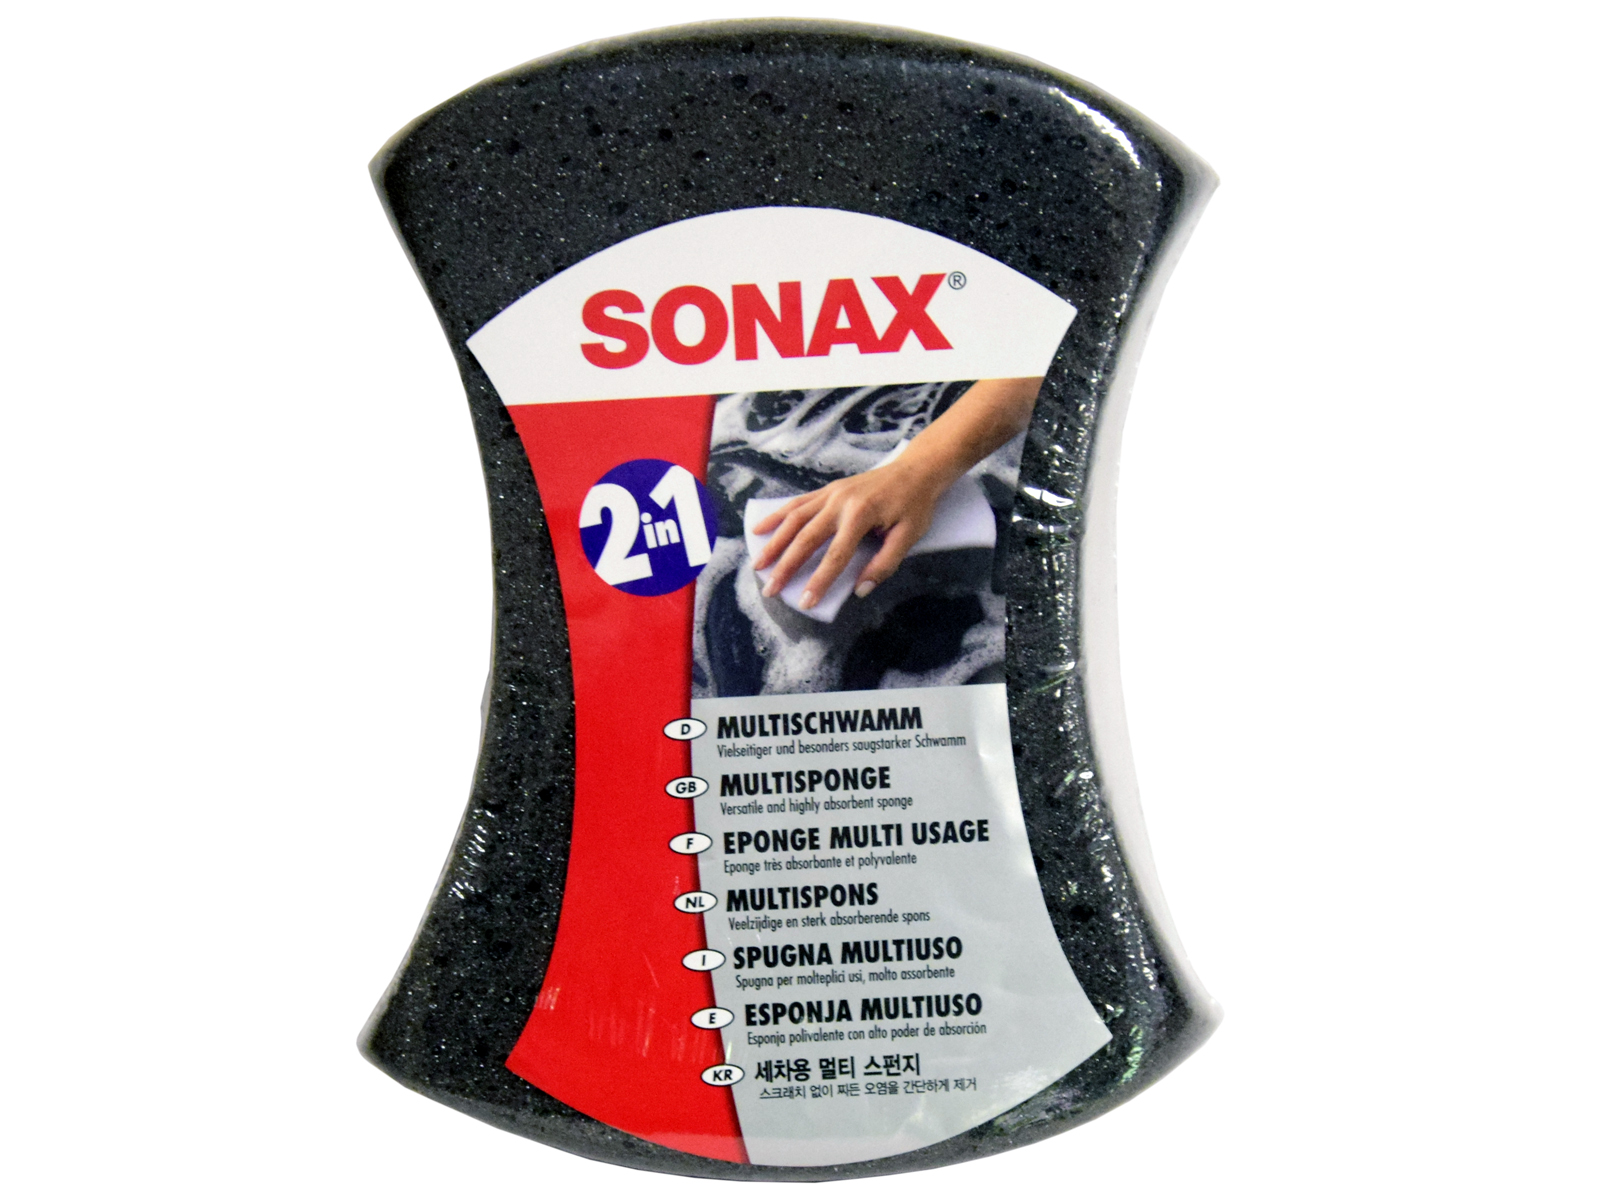 SONAX®
2in1
D MULTISCHWAMM
Vielseitiger und besonders saugstarker Schwamm
GB MULTISPONGE
Versatile and highly absorbent sponge
F EPONGE MULTI USAGE
Eponge très absorbante et polyvalente
NL MULTISPONS
Veelzijdige en sterk absorberende spons
I SPUGNA MULTIUSO
Spugna per molteplici usi, molto assorbente
E ESPONJA MULTIUSO
Esponja polivalente con alto poder de absorción
KR 세차용 멀티 스펀지
스크래치 없이 찌든 오염을 간단하게 제거